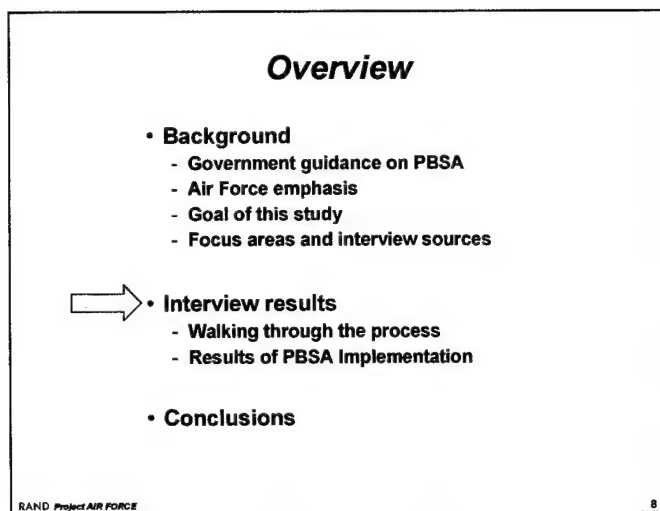 Overview
• Background
- Government guidance on PBSA
- Air Force emphasis
- Goal of this study
- Focus areas and interview sources
• Interview results
- Walking through the process
- Results of PBSA Implementation
• Conclusions
RAND Project AIR FORCE
8